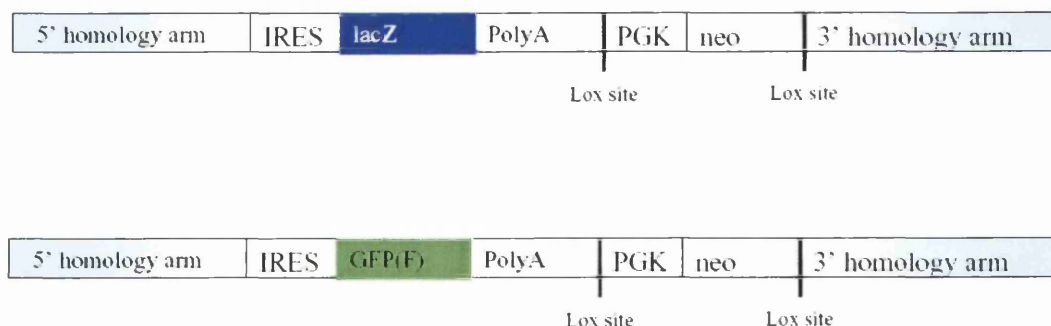 5' homology arm IRES lacZ PolyA PGK neo 3' homology arm
Lox site Lox site
5' homology arm IRES GFP(F) PolyA PGK neo 3' homology arm
Lox site Lox site